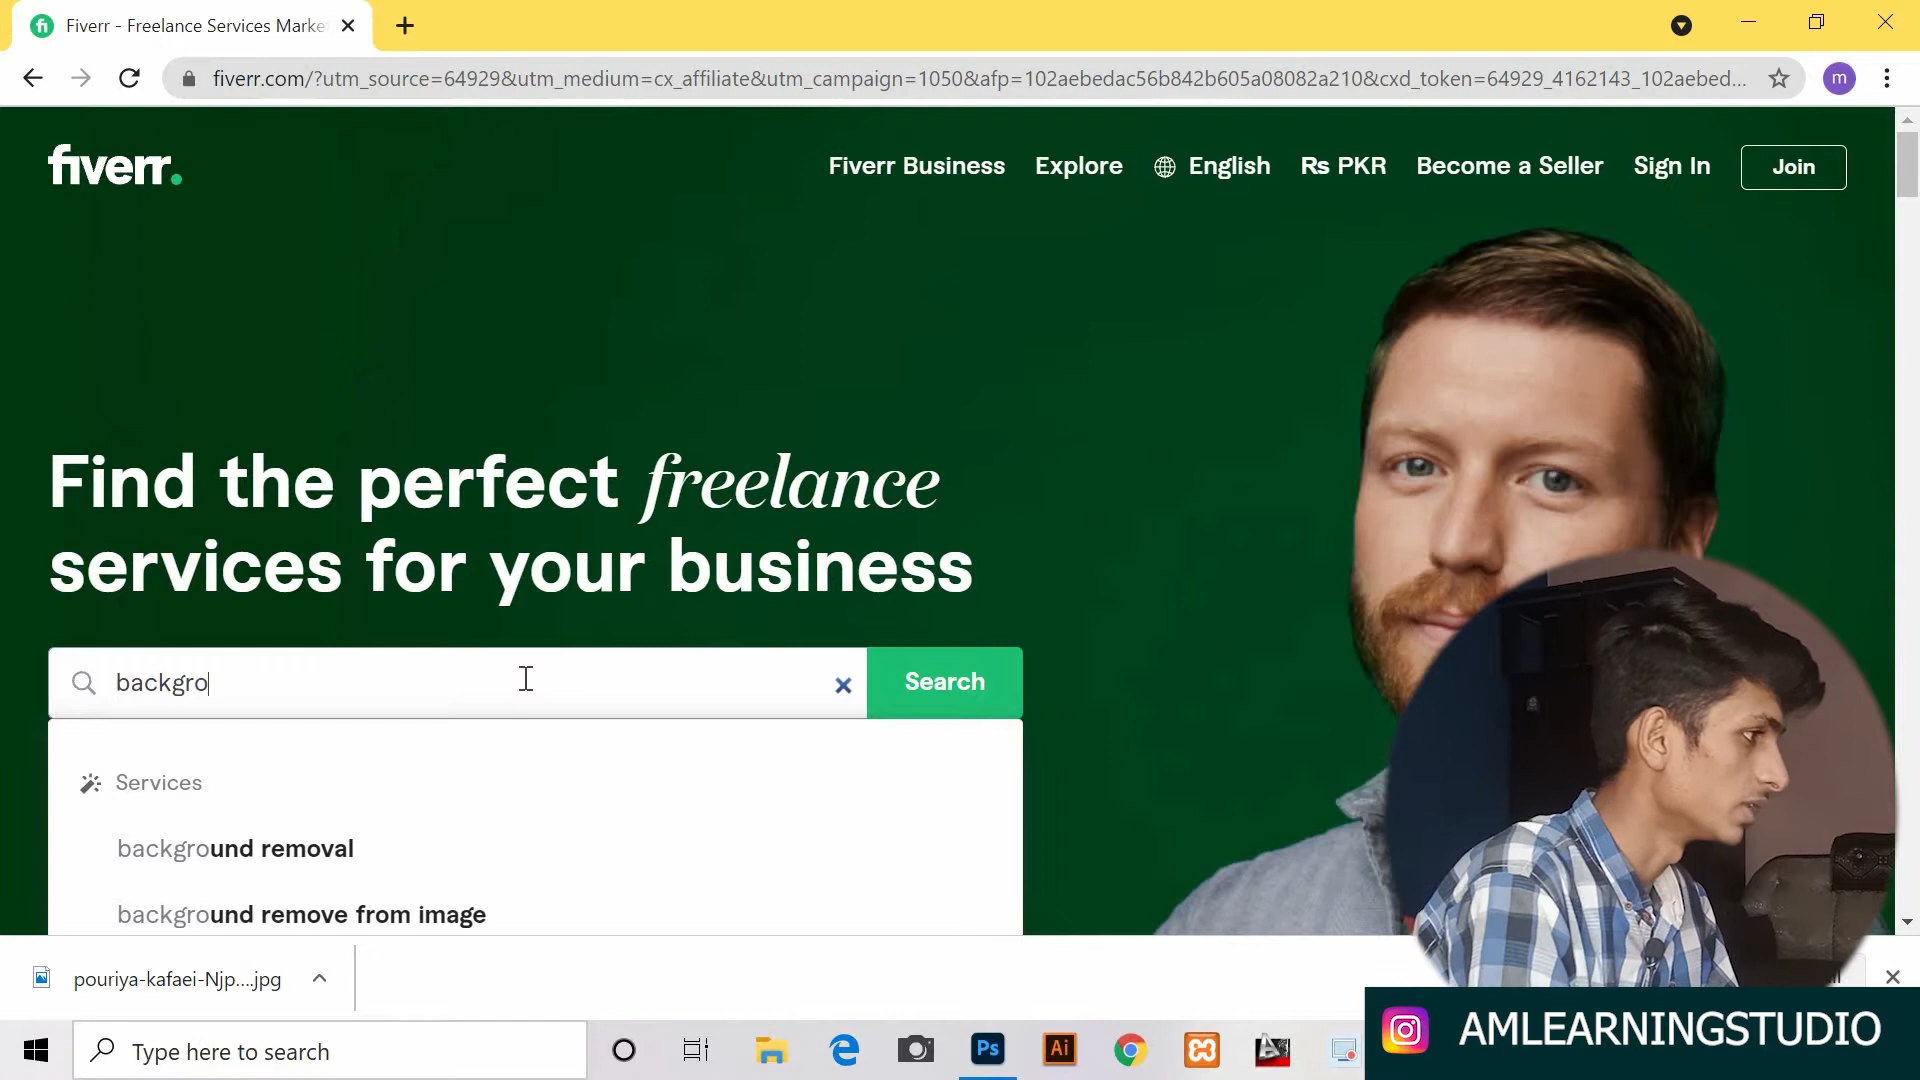 Fiverr - Freelance Services Marke
fiverr.com/?utm_source=64929&utm_medium=cx_affiliate&utm_campaign=1050&afp=102aebedac56b842b605a08082a210&cxd_token=64929_4162143_102aebed...
m
fiverr.
Fiverr Business
Explore
English
Rs PKR
Become a Seller
Sign In
Join
Find the perfect freelance
services for your business
backgro
Search
Services
background removal
background remove from image
pouriya-kafaei-Njp....jpg
Type here to search
Ps
Ai
AMLEARNINGSTUDIO